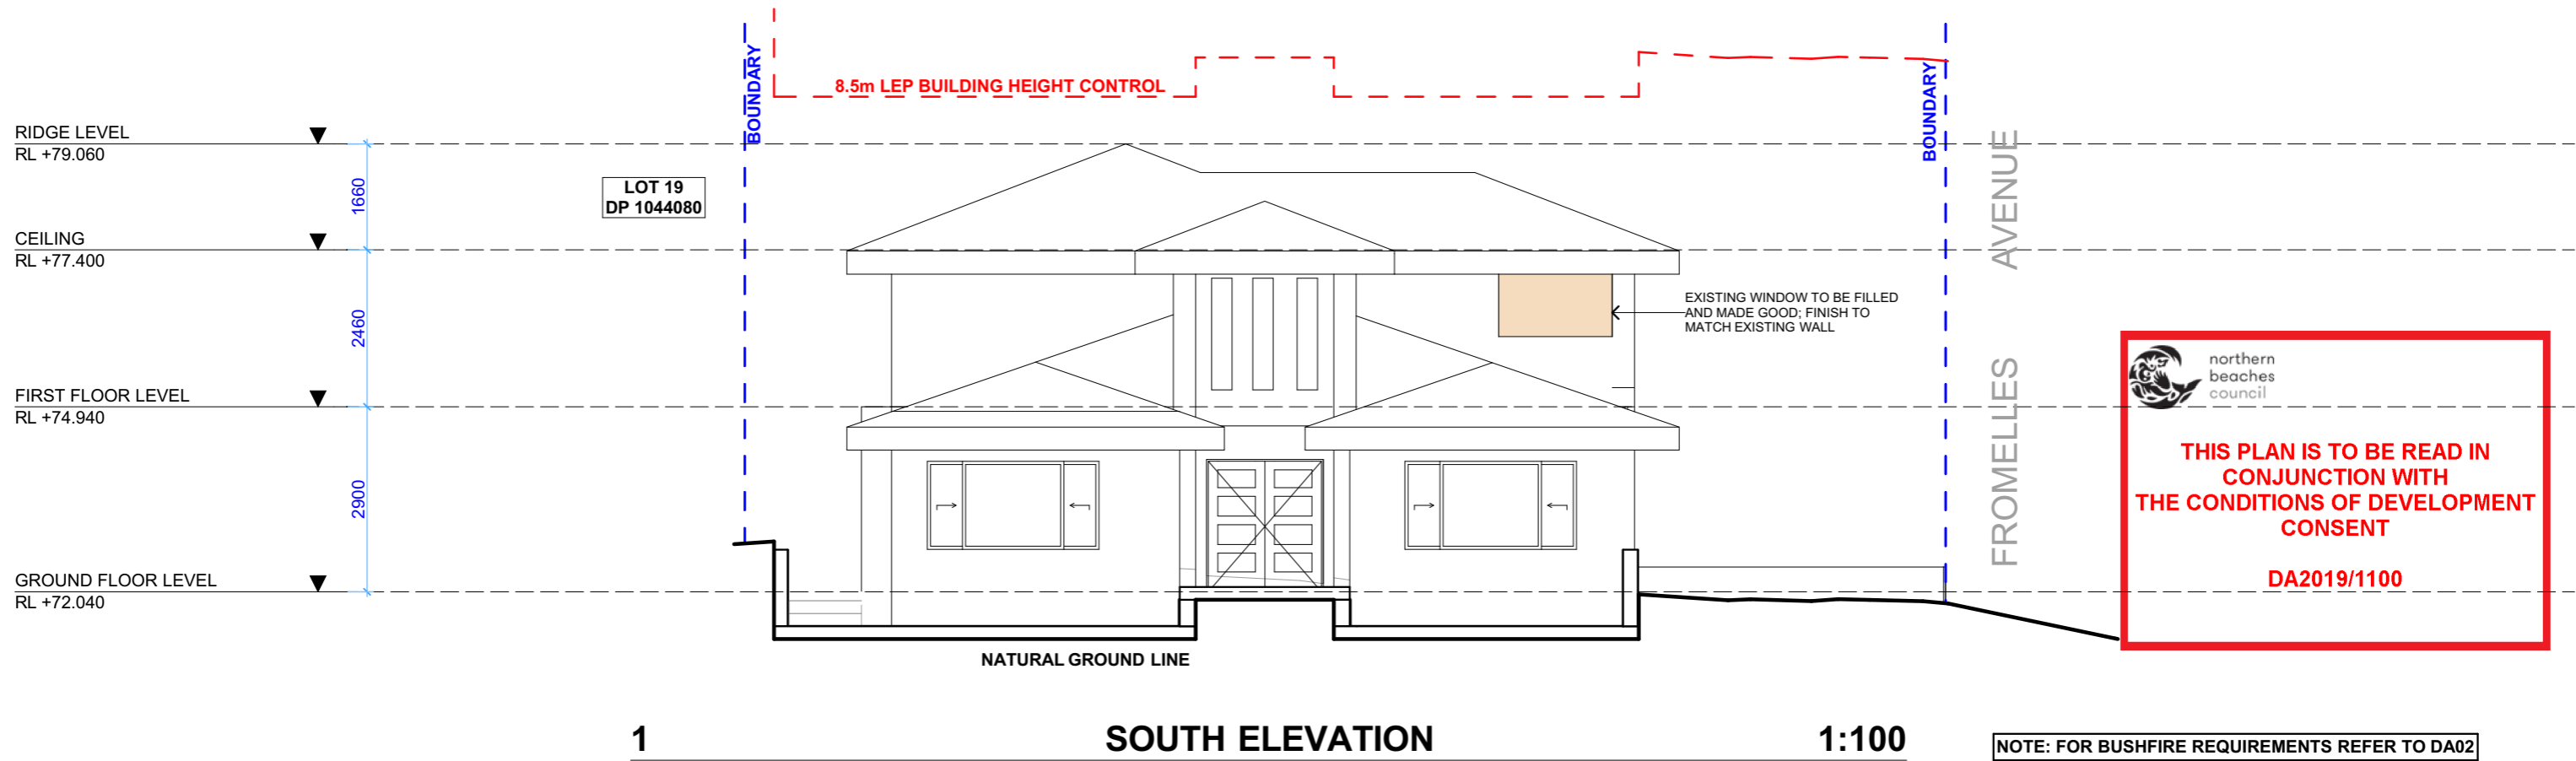 8.5m LEP BUILDING HEIGHT CONTROL
BOUNDARY
BOUNDARY
RIDGE LEVEL
RL +79.060
1660
LOT 19
DP 1044080
CEILING
RL +77.400
2460
EXISTING WINDOW TO BE FILLED
AND MADE GOOD; FINISH TO
MATCH EXISTING WALL
FIRST FLOOR LEVEL
RL +74.940
2900
GROUND FLOOR LEVEL
RL +72.040
FROMELLES AVENUE
northern
beaches
council
THIS PLAN IS TO BE READ IN
CONJUNCTION WITH
THE CONDITIONS OF DEVELOPMENT
CONSENT
DA2019/1100
NATURAL GROUND LINE
1 SOUTH ELEVATION 1:100
NOTE: FOR BUSHFIRE REQUIREMENTS REFER TO DA02